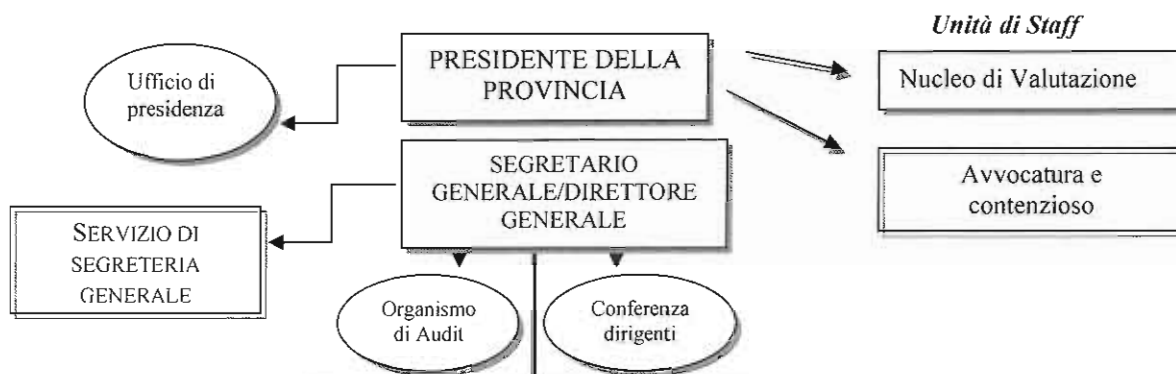 Unità di Staff
Ufficio di
presidenza
PRESIDENTE DELLA
PROVINCIA
Nucleo di Valutazione
SEGRETARIO
GENERALE/DIRETTORE
GENERALE
Avvocatura e
contenzioso
SERVIZIO DI
SEGRETERIA
GENERALE
Organismo
di Audit
Conferenza
dirigenti